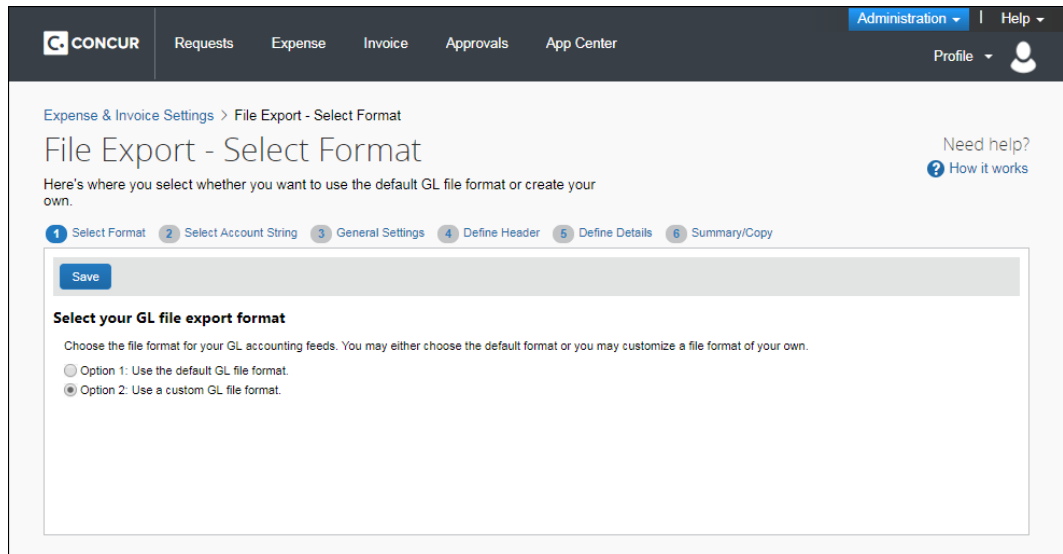 Administration | Help
C. CONCUR Requests Expense Invoice Approvals App Center
Profile
Expense & Invoice Settings > File Export - Select Format
File Export - Select Format
Need help?
? How it works
Here's where you select whether you want to use the default GL file format or create your
own.
1 Select Format 2 Select Account String 3 General Settings 4 Define Header 5 Define Details 6 Summary/Copy
Save
Select your GL file export format
Choose the file format for your GL accounting feeds. You may either choose the default format or you may customize a file format of your own.
Option 1: Use the default GL file format.
Option 2: Use a custom GL file format.